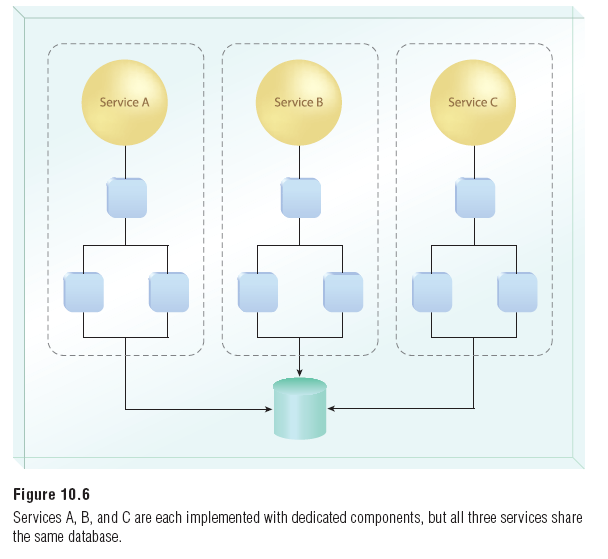 Service A
Service B
Service C
Figure 10.6
Services A, B, and C are each implemented with dedicated components, but all three services share
the same database.